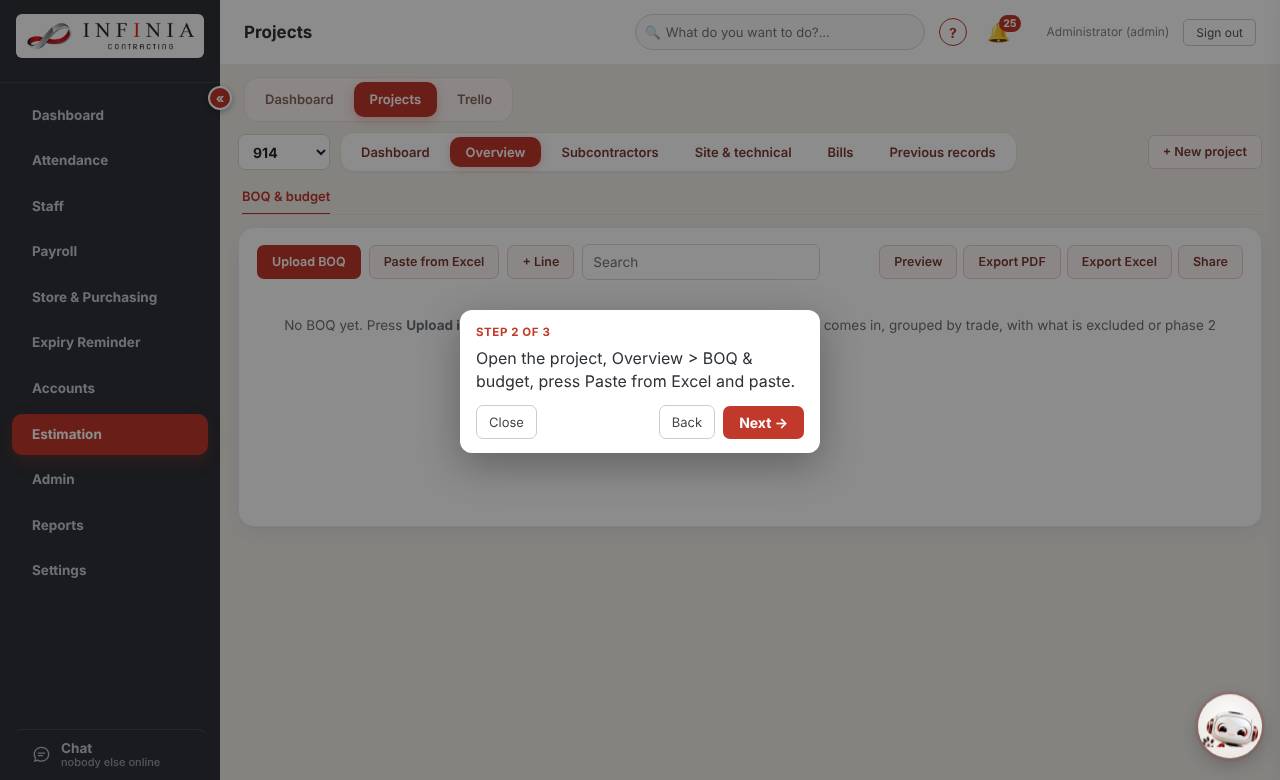 INFINIA
CONTRACTING
Projects
What do you want to do?...
?
25
Administrator (admin)
Sign out
«
Dashboard
Attendance
Staff
Payroll
Store & Purchasing
Expiry Reminder
Accounts
Estimation
Admin
Reports
Settings
Chat
nobody else online
Dashboard Projects Trello
914
Dashboard Overview Subcontractors Site & technical Bills Previous records
+ New project
BOQ & budget
Upload BOQ Paste from Excel + Line Search Preview Export PDF Export Excel Share
No BOQ yet. Press Upload i comes in, grouped by trade, with what is excluded or phase 2
STEP 2 OF 3
Open the project, Overview > BOQ &
budget, press Paste from Excel and paste.
Close Back Next →